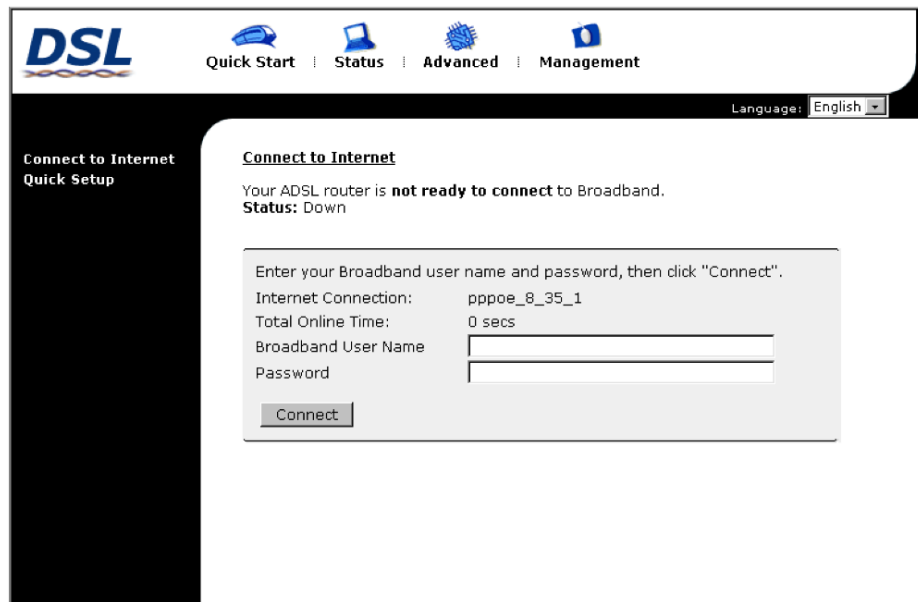 DSL
Quick Start
Status
Advanced
Management
Language: English
Connect to Internet
Quick Setup
Connect to Internet
Your ADSL router is not ready to connect to Broadband.
Status: Down
Enter your Broadband user name and password, then click "Connect".
Internet Connection: pppoe_8_35_1
Total Online Time: 0 secs
Broadband User Name
Password
Connect